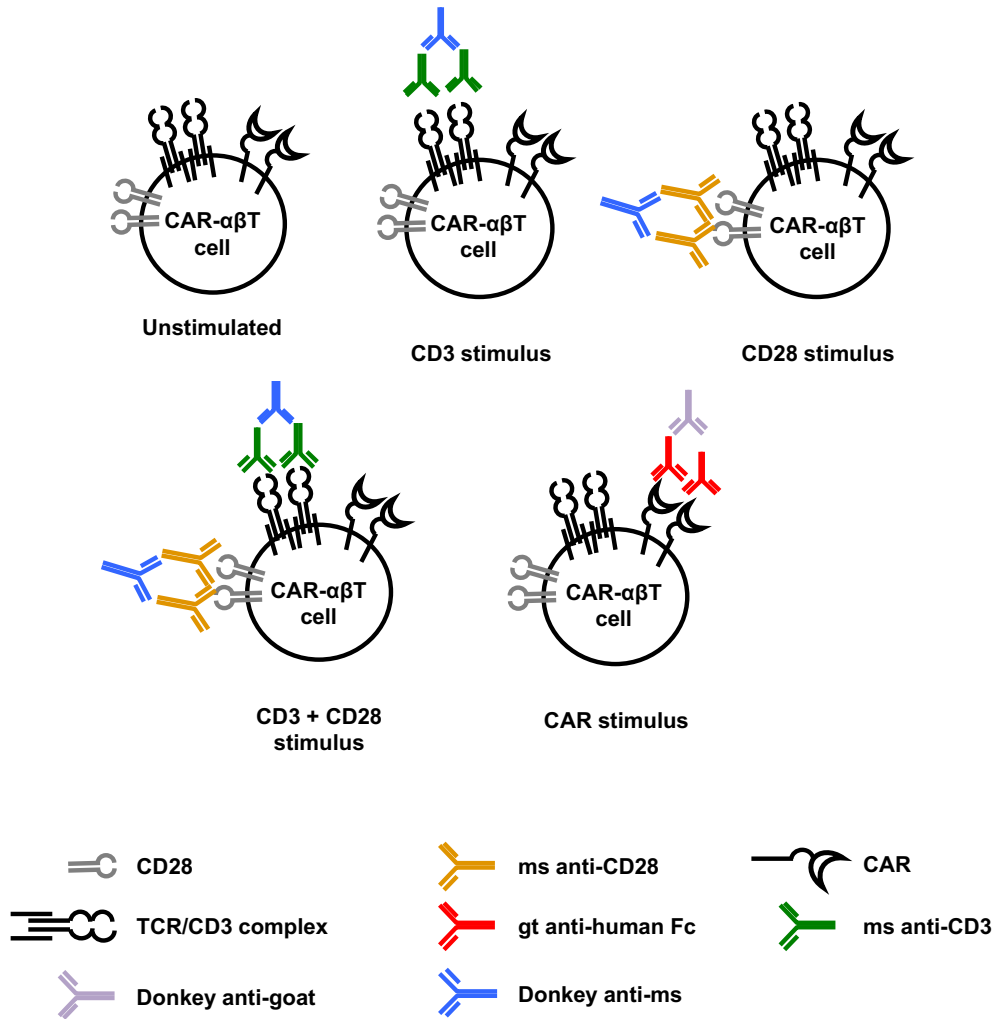 CAR-αβT
cell
Unstimulated
CAR-αβT
cell
CD3 stimulus
CAR-αβT
cell
CD28 stimulus
CAR-αβT
cell
CD3 + CD28
stimulus
CAR-αβT
cell
CAR stimulus
CD28
ms anti-CD28
CAR
TCR/CD3 complex
gt anti-human Fc
ms anti-CD3
Donkey anti-goat
Donkey anti-ms